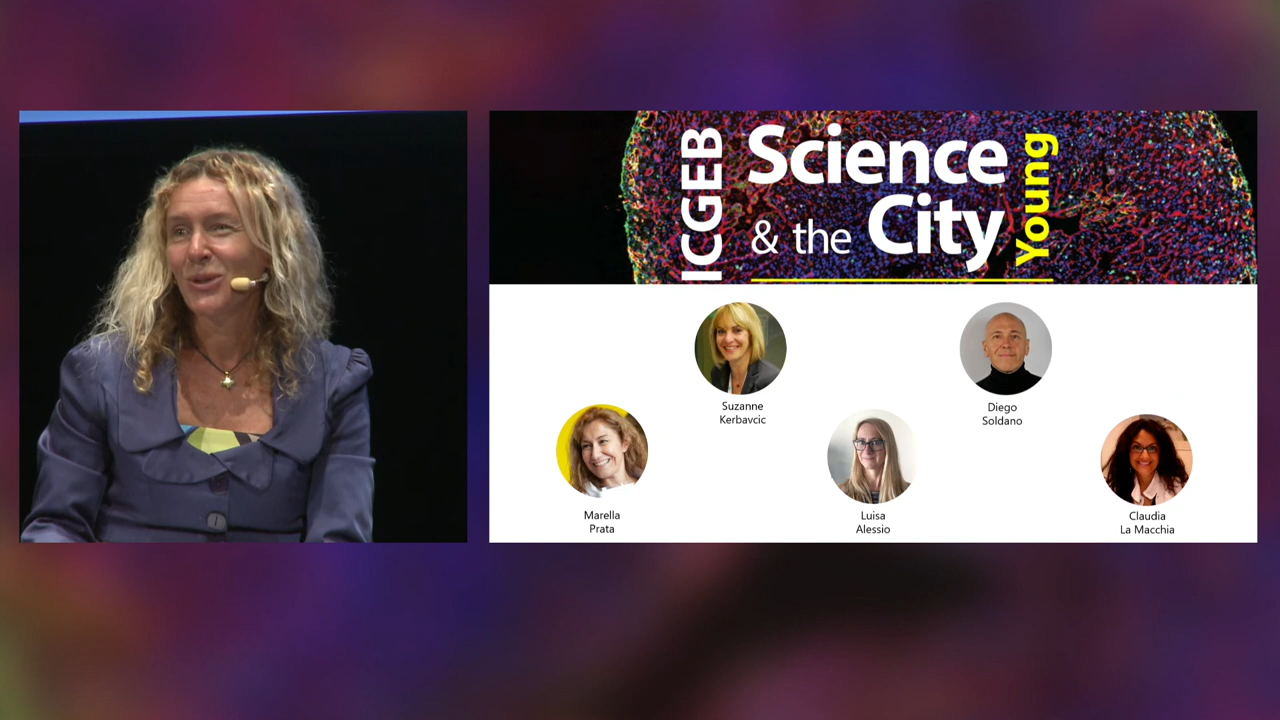 ICGEB
Science
& the City
Young
Suzanne
Kerbavcic
Diego
Soldano
Marella
Prata
Luisa
Alessio
Claudia
La Macchia